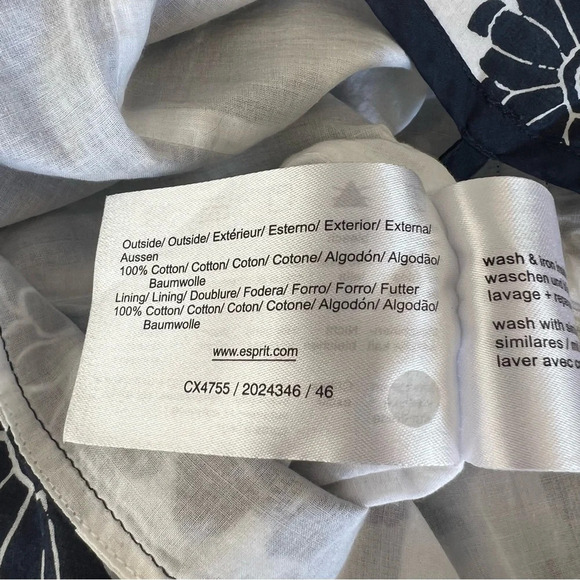 Outside/ Outside/ Extérieur/ Esterno/ Exterior/ External/
Aussen
100% Cotton/ Cotton/ Coton/ Cotone/ Algodón/ Algodão/
Baumwolle
Lining/ Lining/ Doublure/ Fodera/ Forro/ Forro/ Futter
100% Cotton/ Cotton/ Coton/ Cotone/ Algodón/ Algodão/
Baumwolle
www.esprit.com
CX4755 / 2024346 / 46
wash & iron
waschen
lavage +
wash with
similares /
laver avec